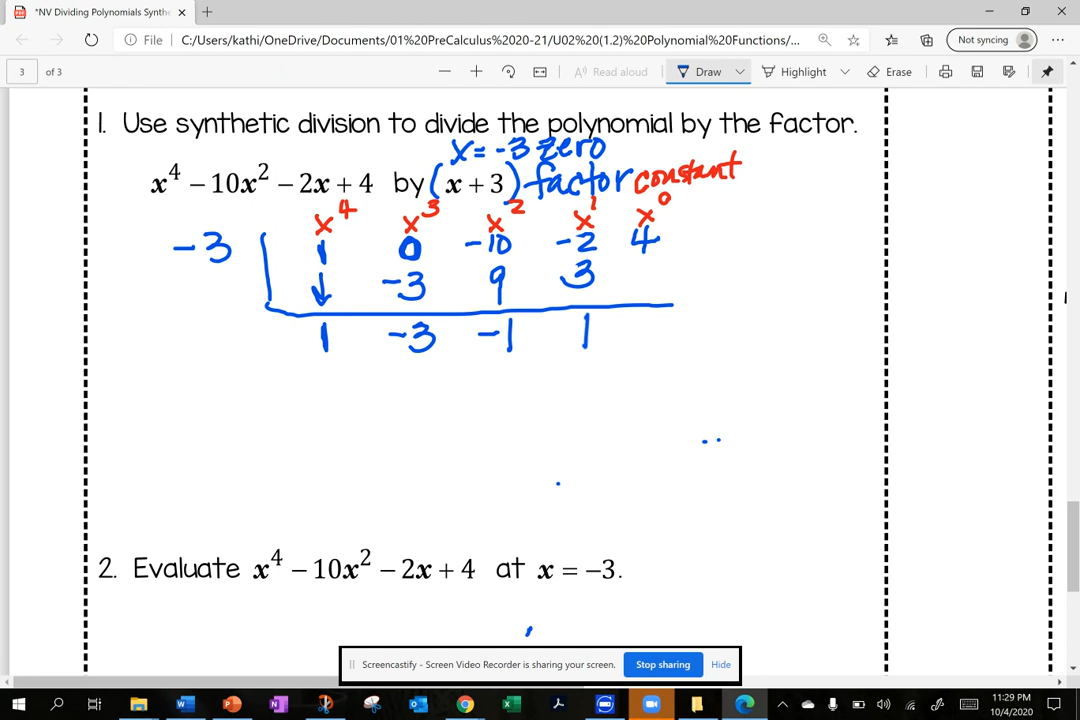 *NV Dividing Polynomials Synthe
File C:/Users/kathi/OneDrive/Documents/01%20PreCalculus%2020-21/U02%20(1.2)%20Polynomial%20Functions/... Not syncing
3 of 3 Read aloud Draw Highlight Erase
1. Use synthetic division to divide the polynomial by the factor.
x = -3 zero
x⁴ − 10x² − 2x + 4 by (x + 3) factor constant
x⁴ x³ x² x¹ x⁰
-3 1 0 -10 -2 4
↓ -3 9 3
1 -3 -1 1
2. Evaluate x⁴ − 10x² − 2x + 4 at x = −3.
Screencastify - Screen Video Recorder is sharing your screen. Stop sharing Hide
11:29 PM
10/4/2020